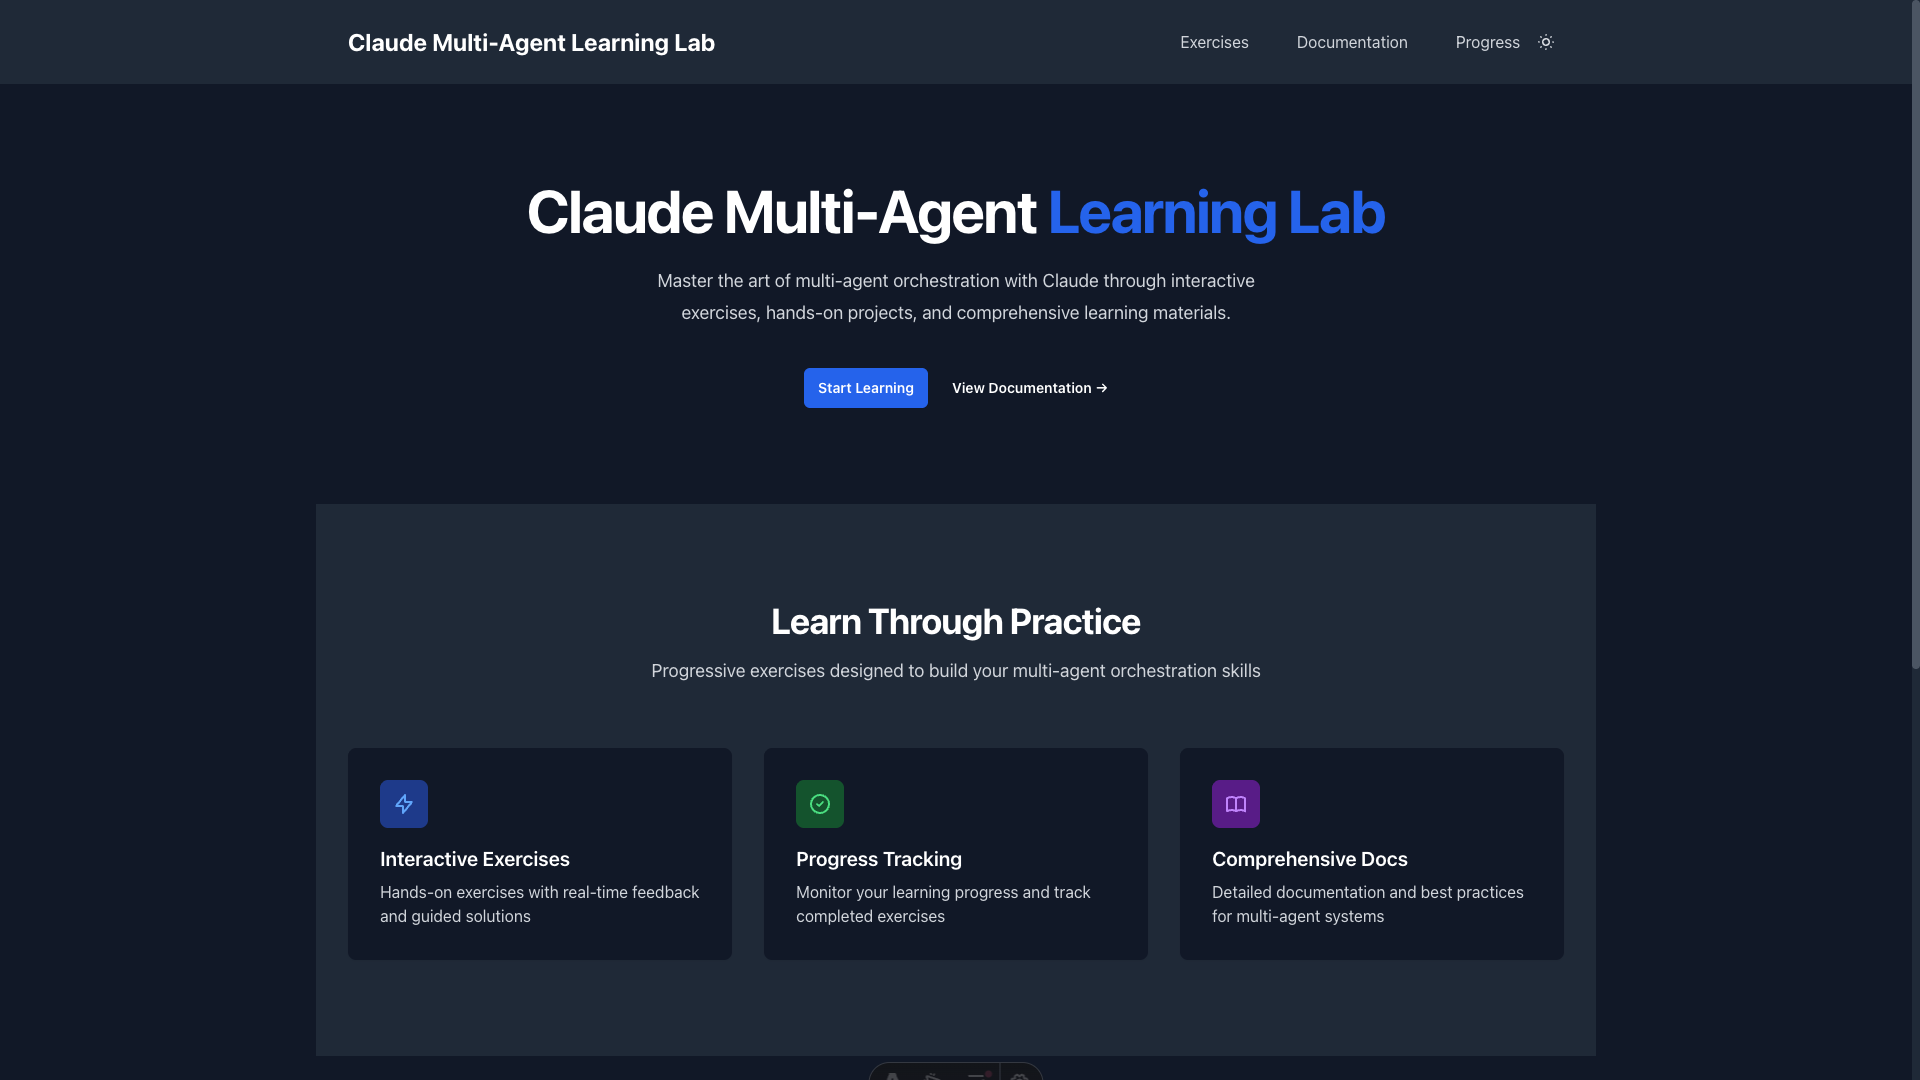 Claude Multi-Agent Learning Lab
Exercises
Documentation
Progress
Claude Multi-Agent Learning Lab
Master the art of multi-agent orchestration with Claude through interactive
exercises, hands-on projects, and comprehensive learning materials.
Start Learning
View Documentation →
Learn Through Practice
Progressive exercises designed to build your multi-agent orchestration skills
Interactive Exercises
Hands-on exercises with real-time feedback
and guided solutions
Progress Tracking
Monitor your learning progress and track
completed exercises
Comprehensive Docs
Detailed documentation and best practices
for multi-agent systems